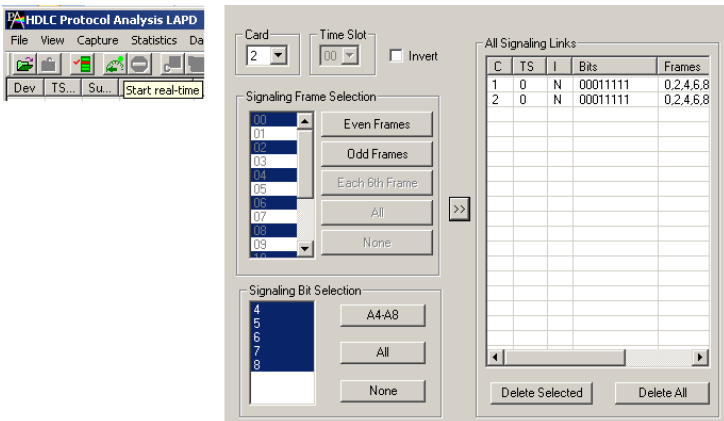 HDLC Protocol Analysis LAPD
File View Capture Statistics Da
Dev TS... Su...
Start real-time
Card
2
Time Slot
00
Invert
Signaling Frame Selection
00
01
02
03
04
05
06
07
08
09
10
Even Frames
Odd Frames
Each 6th Frame
All
None
Signaling Bit Selection
4
5
6
7
8
A4-A8
All
None
>>
All Signaling Links
C TS I Bits Frames
1 0 N 00011111 0,2,4,6,8
2 0 N 00011111 0,2,4,6,8
Delete Selected
Delete All